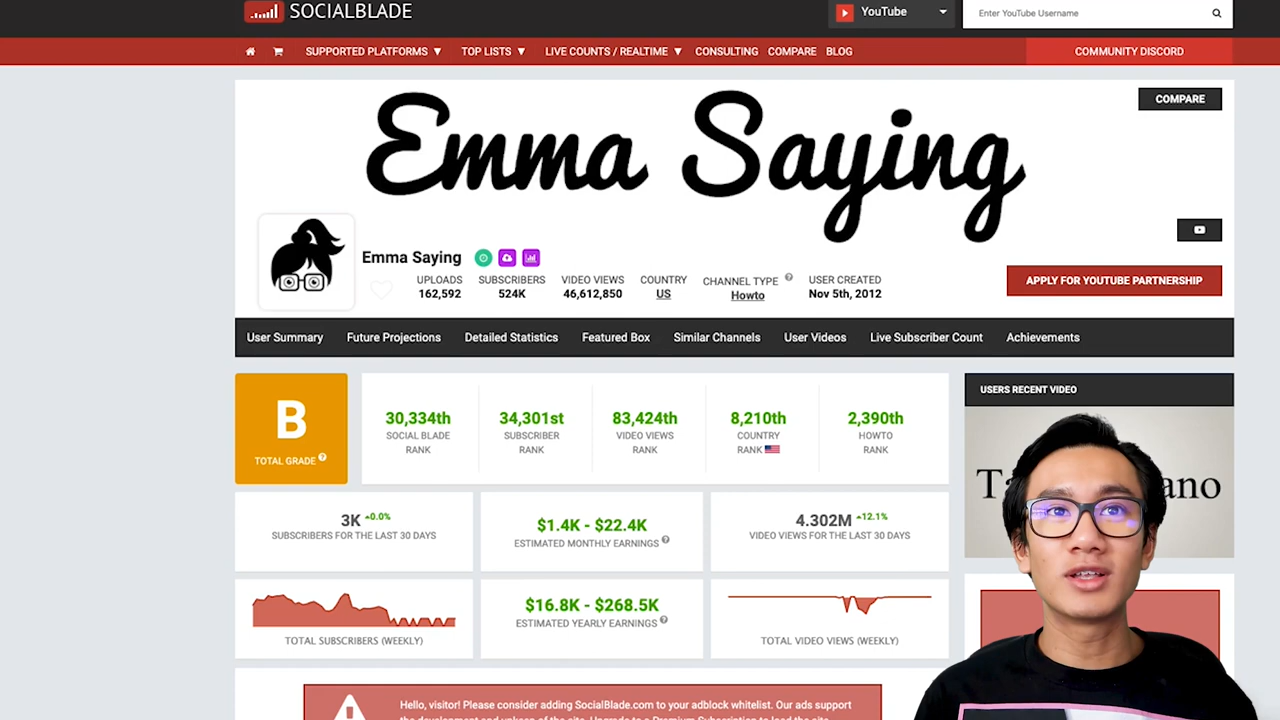 SOCIALBLADE
YouTube
Enter YouTube Username
SUPPORTED PLATFORMS ▼ TOP LISTS ▼ LIVE COUNTS / REALTIME ▼ CONSULTING COMPARE BLOG
COMMUNITY DISCORD
COMPARE
Emma Saying
Emma Saying
UPLOADS SUBSCRIBERS VIDEO VIEWS COUNTRY CHANNEL TYPE USER CREATED
162,592 524K 46,612,850 US Howto Nov 5th, 2012
APPLY FOR YOUTUBE PARTNERSHIP
User Summary Future Projections Detailed Statistics Featured Box Similar Channels User Videos Live Subscriber Count Achievements
B
TOTAL GRADE
30,334th 34,301st 83,424th 8,210th 2,390th
SOCIAL BLADE SUBSCRIBER VIDEO VIEWS COUNTRY HOWTO
RANK RANK RANK RANK RANK
USERS RECENT VIDEO
3K 0.0%
SUBSCRIBERS FOR THE LAST 30 DAYS
$1.4K - $22.4K
ESTIMATED MONTHLY EARNINGS
4.302M 12.1%
VIDEO VIEWS FOR THE LAST 30 DAYS
TOTAL SUBSCRIBERS (WEEKLY)
$16.8K - $268.5K
ESTIMATED YEARLY EARNINGS
TOTAL VIDEO VIEWS (WEEKLY)
Hello, visitor! Please consider adding SocialBlade.com to your adblock whitelist. Our ads support